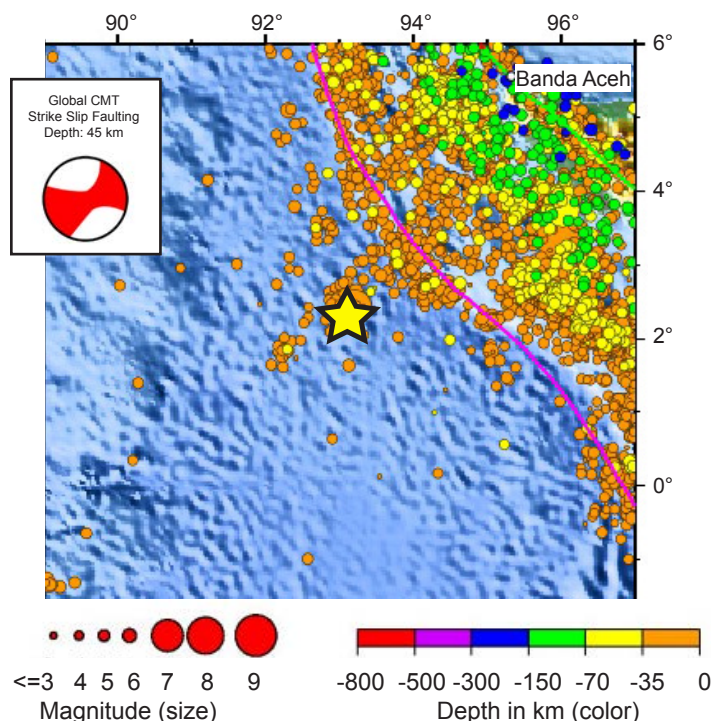 90° 92° 94° 96°
6°
Banda Aceh
Global CMT
Strike Slip Faulting
Depth: 45 km
4°
2°
0°
<=3 4 5 6 7 8 9
Magnitude (size)
-800 -500 -300 -150 -70 -35 0
Depth in km (color)